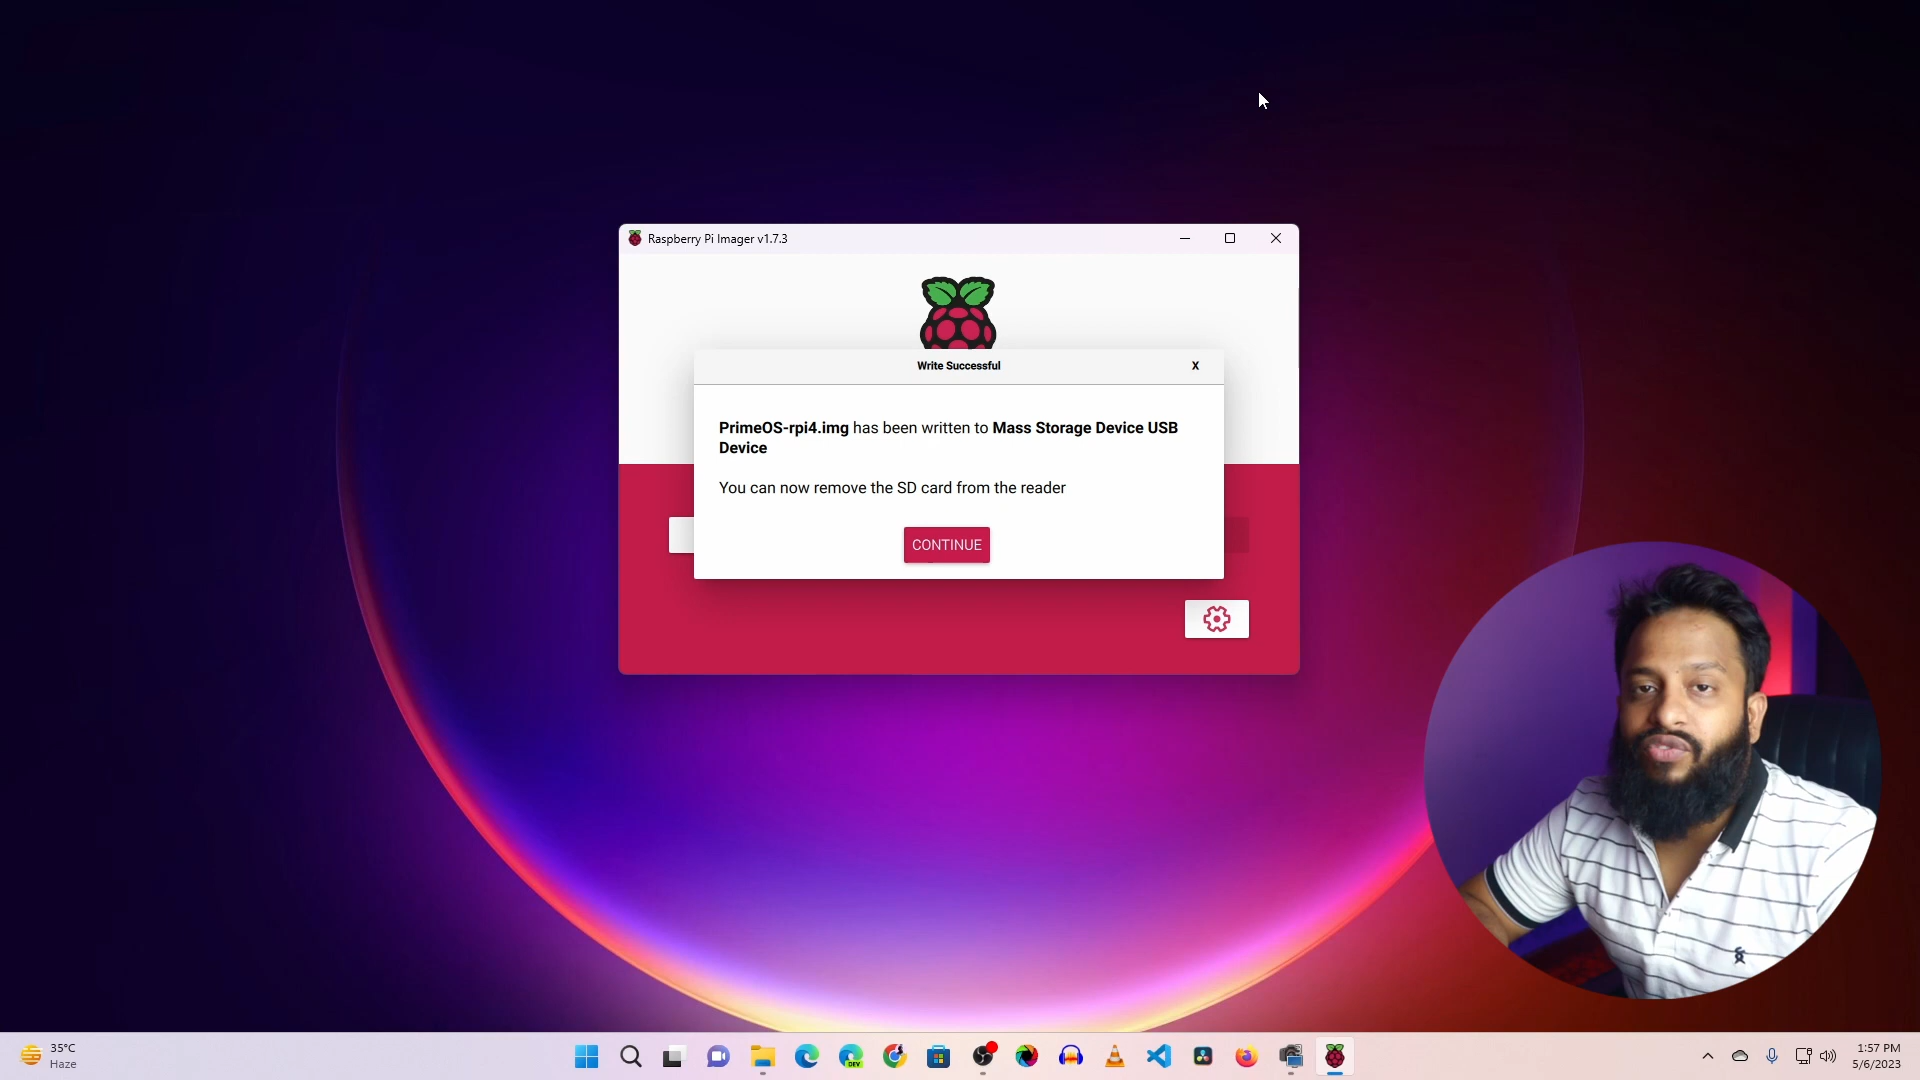 Raspberry Pi Imager v1.7.3
Write Successful
X
PrimeOS-rpi4.img has been written to Mass Storage Device USB
Device
You can now remove the SD card from the reader
CONTINUE
35°C
Haze
DEV
1:57 PM
5/6/2023